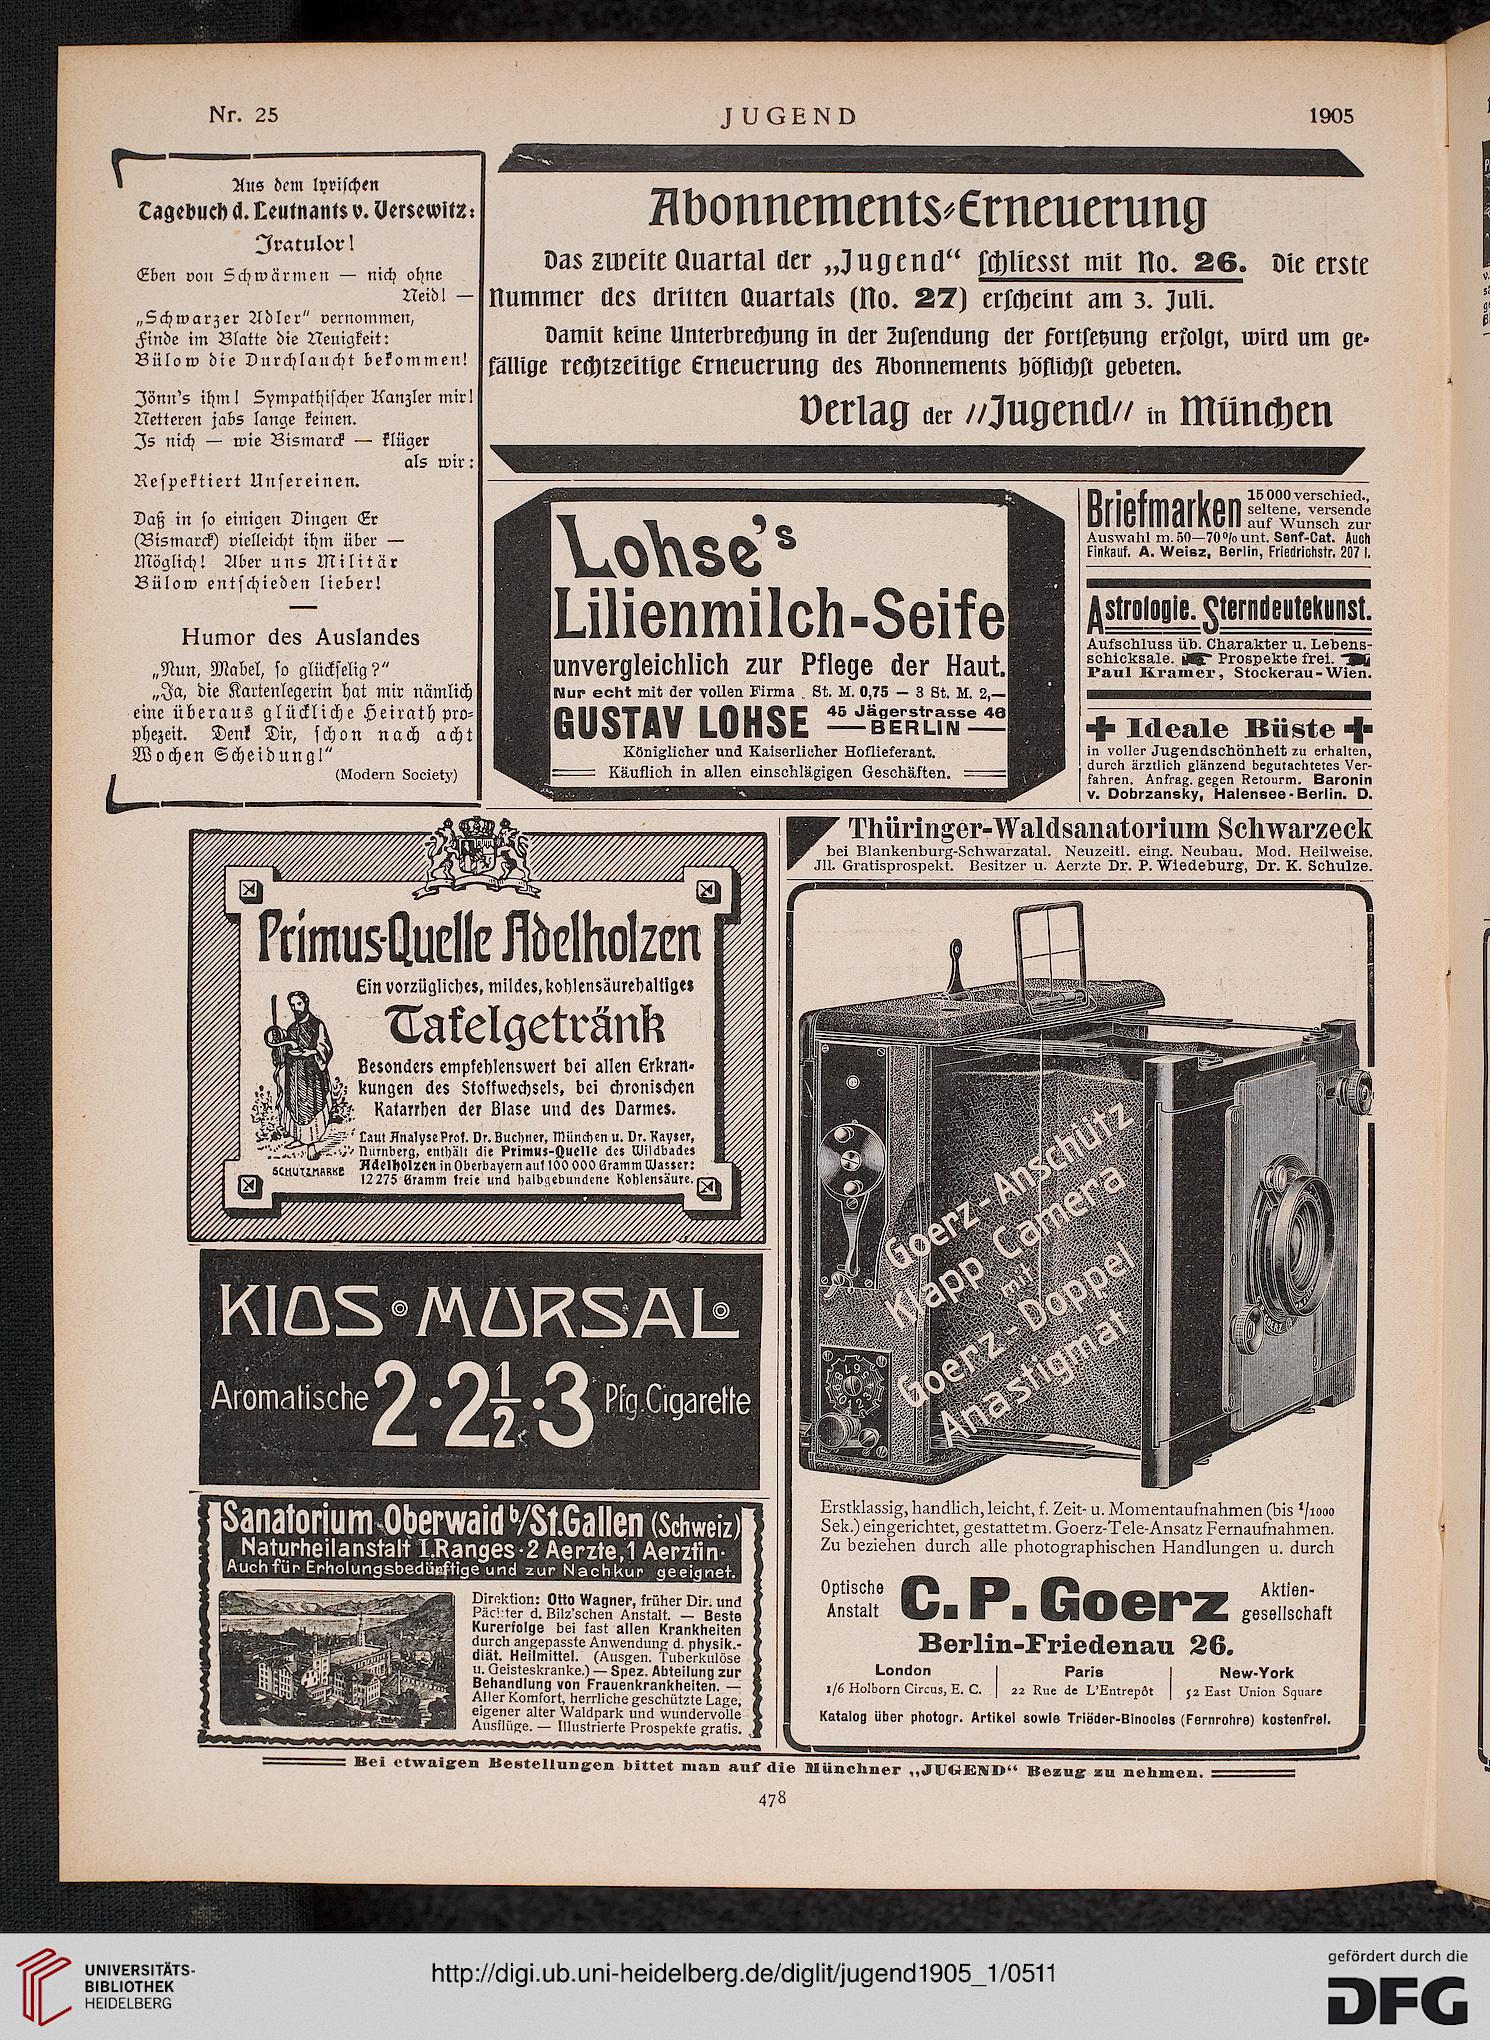 Nr. 25
JUGEND
1905
Aus dem lyrischen
Tagebuch d. Leutnants v. Versewitz:
Gratulor!
Eben von Schwärmen — nich ohne
Neid! —
„Schwarzer Adler" vernommen,
Finde im Blatte die Neuigkeit:
Bülow die Durchlaucht bekommen!
Jönn's ihm! Sympathischer Kanzler mir!
Netteren jabs lange keinen.
Is nich — wie Bismarck — klüger
als wir:
Respektiert Unsereinen.
Daß in so einigen Dingen Er
(Bismarck) vielleicht ihm über —
Möglich! Aber uns Militär
Bülow entschieden lieber!
Humor des Auslandes
„Nun, Mabel, so glückselig?"
„Ja, die Kartenlegerin hat mir nämlich
eine überaus glückliche Heirath pro-
phezeit. Denk Dir, schon nach acht
Wochen Scheidung!"
(Modern Society)
Abonnements-Erneuerung
Das zweite Quartal der „Jugend" schliesst mit No. 26. Die erste
Nummer des dritten Quartals (No. 27) erscheint am 3. Juli.
Damit keine Unterbrechung in der Zusendung der Fortsetzung erfolgt, wird um ge-
fällige rechtzeitige Erneuerung des Abonnements höflichst gebeten.
Verlag der „Jugend" in München
Lohse's
Lilienmilch-Seife
unvergleichlich zur Pflege der Haut.
Nur echt mit der vollen Firma . St. M. 0,75 — 3 St. M. 2,—
GUSTAV LOHSE 45 Jägerstrasse 46
BERLIN
Königlicher und Kaiserlicher Hoflieferant.
Käuflich in allen einschlägigen Geschäften.
Briefmarken 15 000 verschied.,
seltene, versende
auf Wunsch zur
Auswahl m. 50—70% unt. Senf-Cat. Auch
Einkauf. A. Weisz, Berlin, Friedrichstr. 207 I.
Astrologie. Sterndeutekunst.
Aufschluss üb. Charakter u. Lebens-
schicksale. Prospekte frei.
Paul Kramer, Stockerau-Wien.
Ideale Büste
in voller Jugendschönheit zu erhalten,
durch ärztlich glänzend begutachtetes Ver-
fahren. Anfrag. gegen Retourm. Baronin
v. Dobrzansky, Halensee-Berlin. D.
Thüringer-Waldsanatorium Schwarzeck
bei Blankenburg-Schwarzatal. Neuzeitl. eing. Neubau. Mod. Heilweise.
Jll. Gratisprospekt. Besitzer u. Aerzte Dr. P. Wiedeburg, Dr. K. Schulze.
Primus-Quelle Adelholzen
Ein vorzügliches, mildes, kohlensäurehaltiges
Tafelgetränk
Besonders empfehlenswert bei allen Erkran-
kungen des Stoffwechsels, bei chronischen
Katarrhen der Blase und des Darmes.
Laut Analyse Prof. Dr. Buchner, München u. Dr. Kayser,
Nürnberg, enthält die Primus-Quelle des Wildbades
Adelholzen in Oberbayern auf 100 000 Gramm Wasser:
12 275 Gramm freie und halbgebundene Kohlensäure.
SCHUTZMARKE
KIOS MURSAL
Aromatische 2 · 2½ · 3 Pfg. Cigarette
Sanatorium Oberwaid b/St. Gallen (Schweiz)
Naturheilanstalt I. Ranges · 2 Aerzte, 1 Aerztin ·
Auch für Erholungsbedürftige und zur Nachkur geeignet.
Direktion: Otto Wagner, früher Dir. und
Pächter d. Bilz'schen Anstalt. — Beste
Kurerfolge bei fast allen Krankheiten
durch angepasste Anwendung d. physik.-
diät. Heilmittel. (Ausgen. Tuberkulöse
u. Geisteskranke.) — Spez. Abteilung zur
Behandlung von Frauenkrankheiten. —
Aller Komfort, herrliche geschützte Lage,
eigener alter Waldpark und wundervolle
Ausflüge. — Illustrierte Prospekte gratis.
Goerz-Anschütz
Klapp Camera
mit
Goerz-Doppel
Anastigmat
Erstklassig, handlich, leicht, f. Zeit- u. Momentaufnahmen (bis 1/1000
Sek.) eingerichtet, gestattet m. Goerz-Tele-Ansatz Fernaufnahmen.
Zu beziehen durch alle photographischen Handlungen u. durch
Optische Anstalt C. P. Goerz Aktien-gesellschaft
Berlin-Friedenau 26.
London
1/6 Holborn Circus, E. C.
Paris
22 Rue de L'Entrepôt
New-York
52 East Union Square
Katalog über photogr. Artikel sowie Triëder-Binocles (Fernrohre) kostenfrei.
Bei etwaigen Bestellungen bittet man auf die Münchner „JUGEND" Bezug zu nehmen.
478
UNIVERSITÄTS-
BIBLIOTHEK
HEIDELBERG
http://digi.ub.uni-heidelberg.de/diglit/jugend1905_1/0511
gefördert durch die
DFG